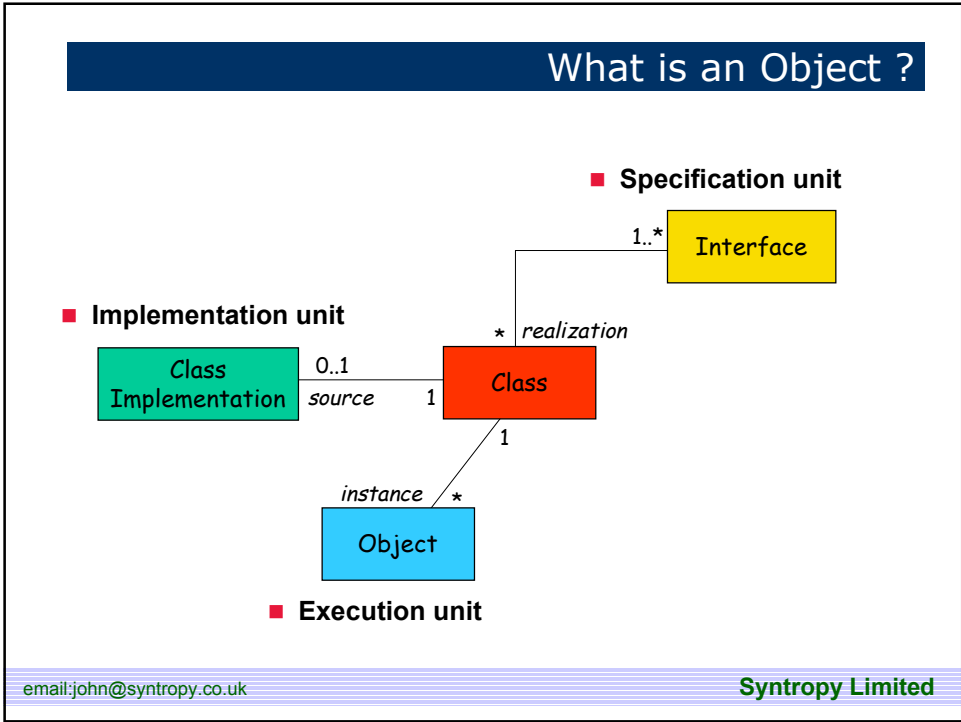 What is an Object ?
Specification unit
1..*
Interface
Implementation unit
* realization
Class
Implementation
0..1
source
1
Class
1
instance *
Object
Execution unit
email:john@syntropy.co.uk
Syntropy Limited